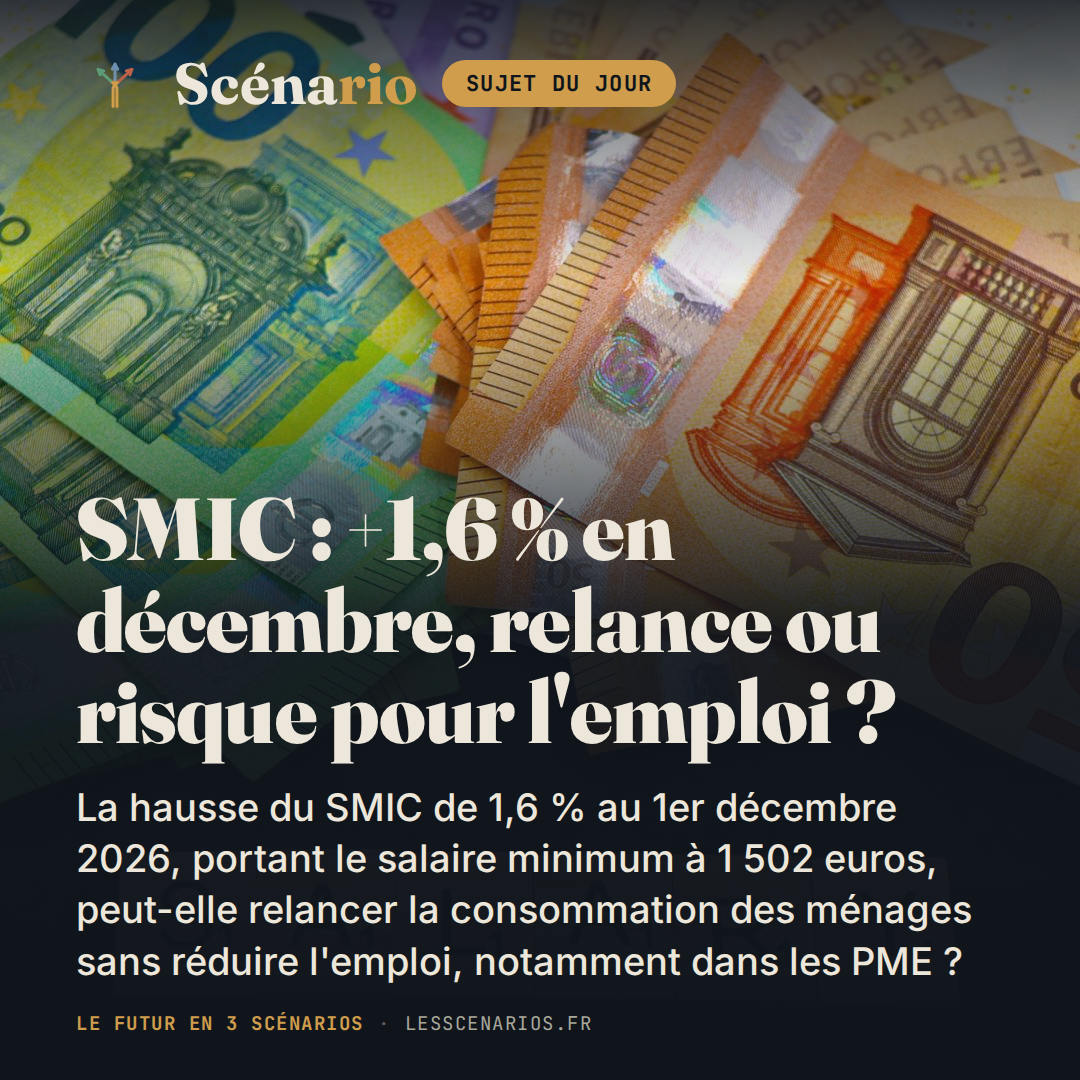 Scénario
SUJET DU JOUR
SMIC : +1,6 % en
décembre, relance ou
risque pour l'emploi ?
La hausse du SMIC de 1,6 % au 1er décembre
2026, portant le salaire minimum à 1 502 euros,
peut-elle relancer la consommation des ménages
sans réduire l'emploi, notamment dans les PME ?
LE FUTUR EN 3 SCÉNARIOS · LESSCENARIOS.FR